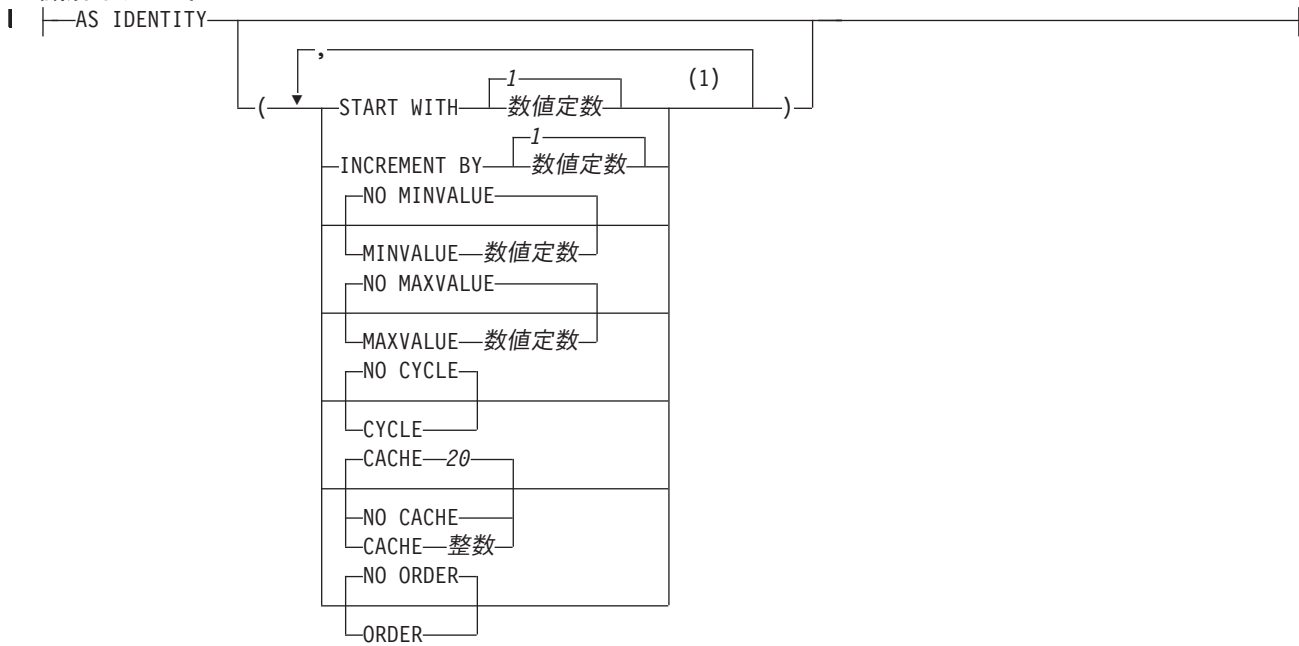 AS IDENTITY
,
( START WITH 1 数値定数 (1) )
INCREMENT BY 1 数値定数
NO MINVALUE
MINVALUE 数値定数
NO MAXVALUE
MAXVALUE 数値定数
NO CYCLE
CYCLE
CACHE 20
NO CACHE
CACHE 整数
NO ORDER
ORDER